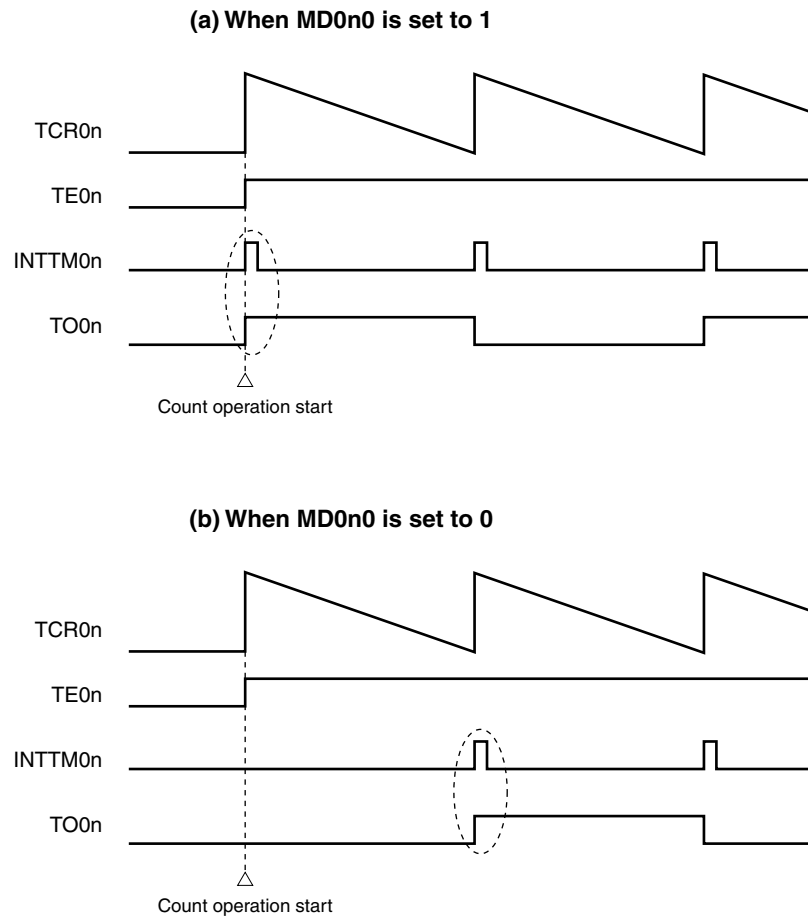 (a) When MD0n0 is set to 1
TCR0n
TE0n
INTTM0n
TO0n
Count operation start
(b) When MD0n0 is set to 0
TCR0n
TE0n
INTTM0n
TO0n
Count operation start